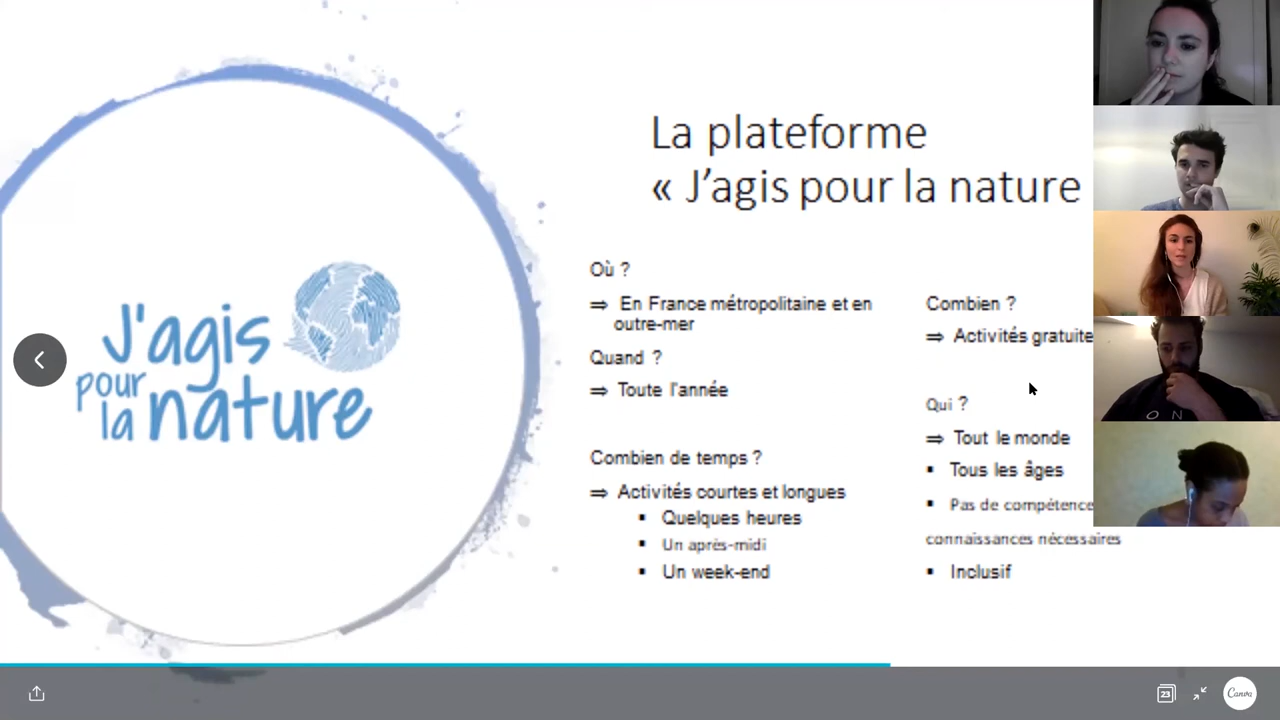 La plateforme
« J'agis pour la nature
J'agis
pour
la nature
Où ?
⇒ En France métropolitaine et en
outre-mer
Quand ?
⇒ Toute l'année
Combien de temps ?
⇒ Activités courtes et longues
▪ Quelques heures
▪ Un après-midi
▪ Un week-end
Combien ?
⇒ Activités gratuite
Qui ?
⇒ Tout le monde
▪ Tous les âges
▪ Pas de compétence
connaissances nécessaires
▪ Inclusif
O N
23
Canva